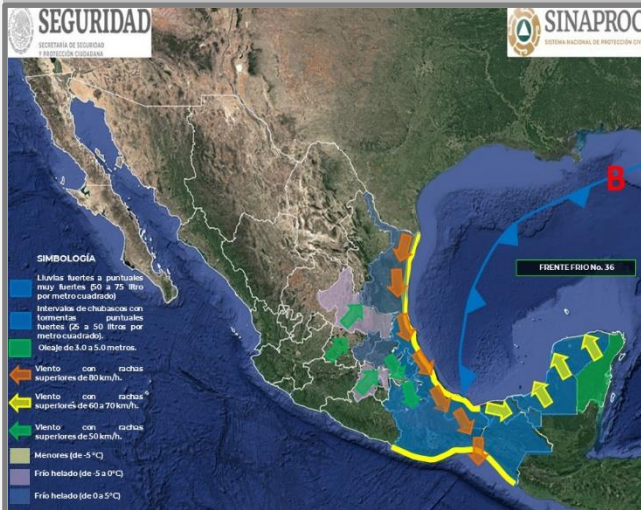 SEGURIDAD
SECRETARÍA DE SEGURIDAD
Y PROTECCIÓN CIUDADANA
SINAPROC
SISTEMA NACIONAL DE PROTECCIÓN CIV
B
FRENTE FRIO No. 36
SIMBOLOGÍA
Lluvias fuertes a puntuales
muy fuertes (50 a 75 litro
por metro cuadrado)
Intervalos de chubascos con
tormentas puntuales
fuertes (25 a 50 litros por
metro cuadrado).
Oleaje de 3.0 a 5.0 metros.
Viento con rachas
superiores de 80 km/h.
Viento con rachas
superiores de 60 a 70 km/h.
Viento con rachas
superiores de 50 km/h.
Menores (de -5 °C)
Frío helado (de -5 a 0°C)
Frío helado (de 0 a 5°C)